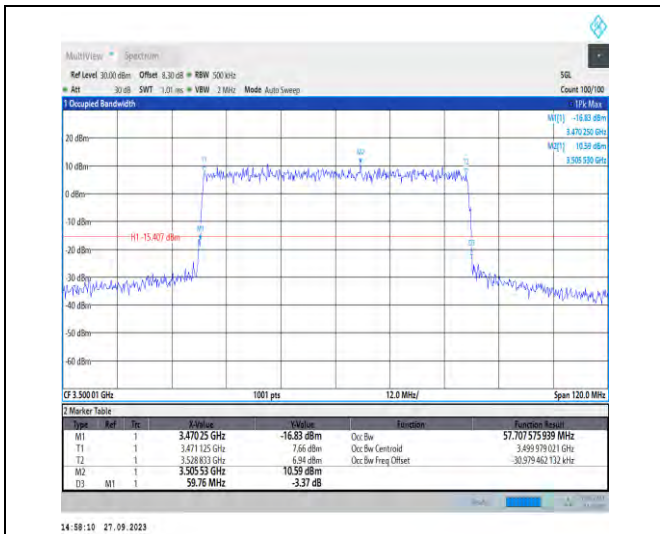 MultiView Spectrum
Ref Level 30.00 dBm Offset 8.30 dB RBW 500 kHz SGL
Att 30 dB SWT 1.01 ms VBW 2 MHz Mode Auto Sweep Count 100/100
1 Occupied Bandwidth 1Pk Max
M1[1] -16.83 dBm
3.470 250 GHz
M2[1] 10.59 dBm
3.505 530 GHz
20 dBm
10 dBm
0 dBm
-10 dBm
H1 -15.407 dBm
-20 dBm
-30 dBm
-40 dBm
-50 dBm
-60 dBm
CF 3.500 01 GHz 1001 pts 12.0 MHz/ Span 120.0 MHz
2 Marker Table
Type Ref Trc X-Value Y-Value Function Function Result
M1 1 3.470 25 GHz -16.83 dBm Occ Bw 57.707 575 939 MHz
T1 1 3.471 125 GHz 7.66 dBm Occ Bw Centroid 3.499 979 021 GHz
T2 1 3.528 833 GHz 6.94 dBm Occ Bw Freq Offset -30.979 462 132 kHz
M2 1 3.505 53 GHz 10.59 dBm
D3 M1 1 59.76 MHz -3.37 dB
14:58:10 27.09.2023